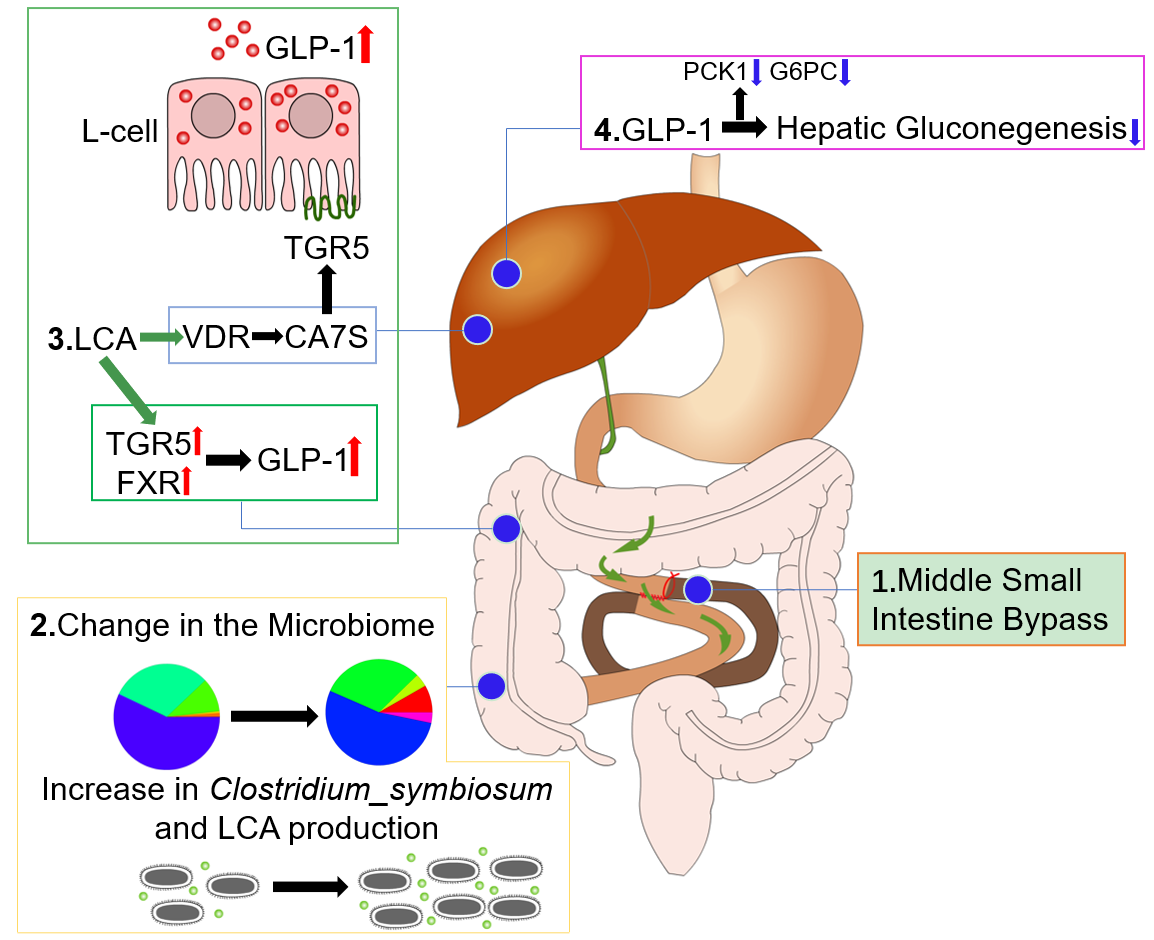 GLP-1
L-cell
TGR5
3.LCA
VDR
CA7S
TGR5
FXR
GLP-1
PCK1
G6PC
4.GLP-1
Hepatic Gluconegenesis
1.Middle Small
Intestine Bypass
2.Change in the Microbiome
Increase in Clostridium_symbiosum
and LCA production